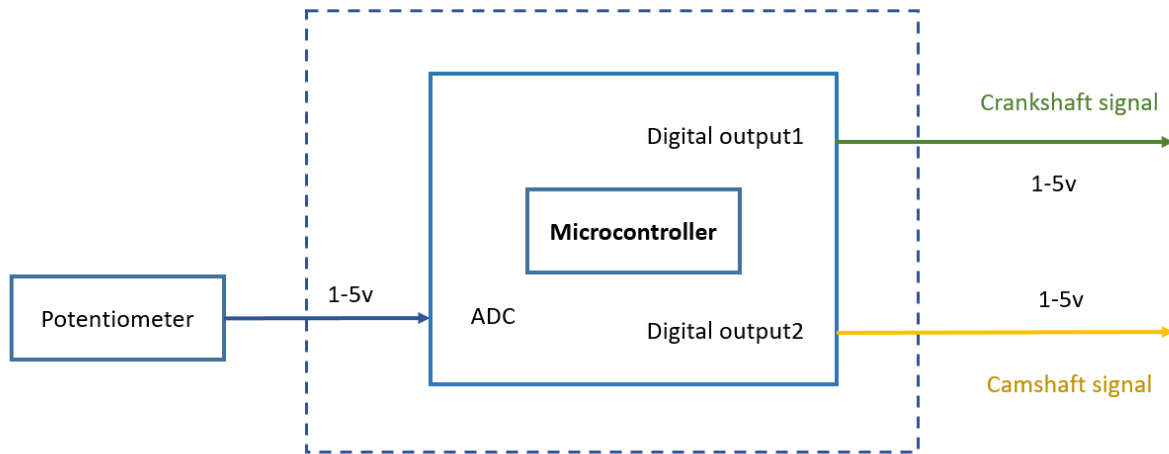 Crankshaft signal
Digital output1
1-5v
Microcontroller
1-5v
1-5v
Potentiometer
ADC
Digital output2
Camshaft signal